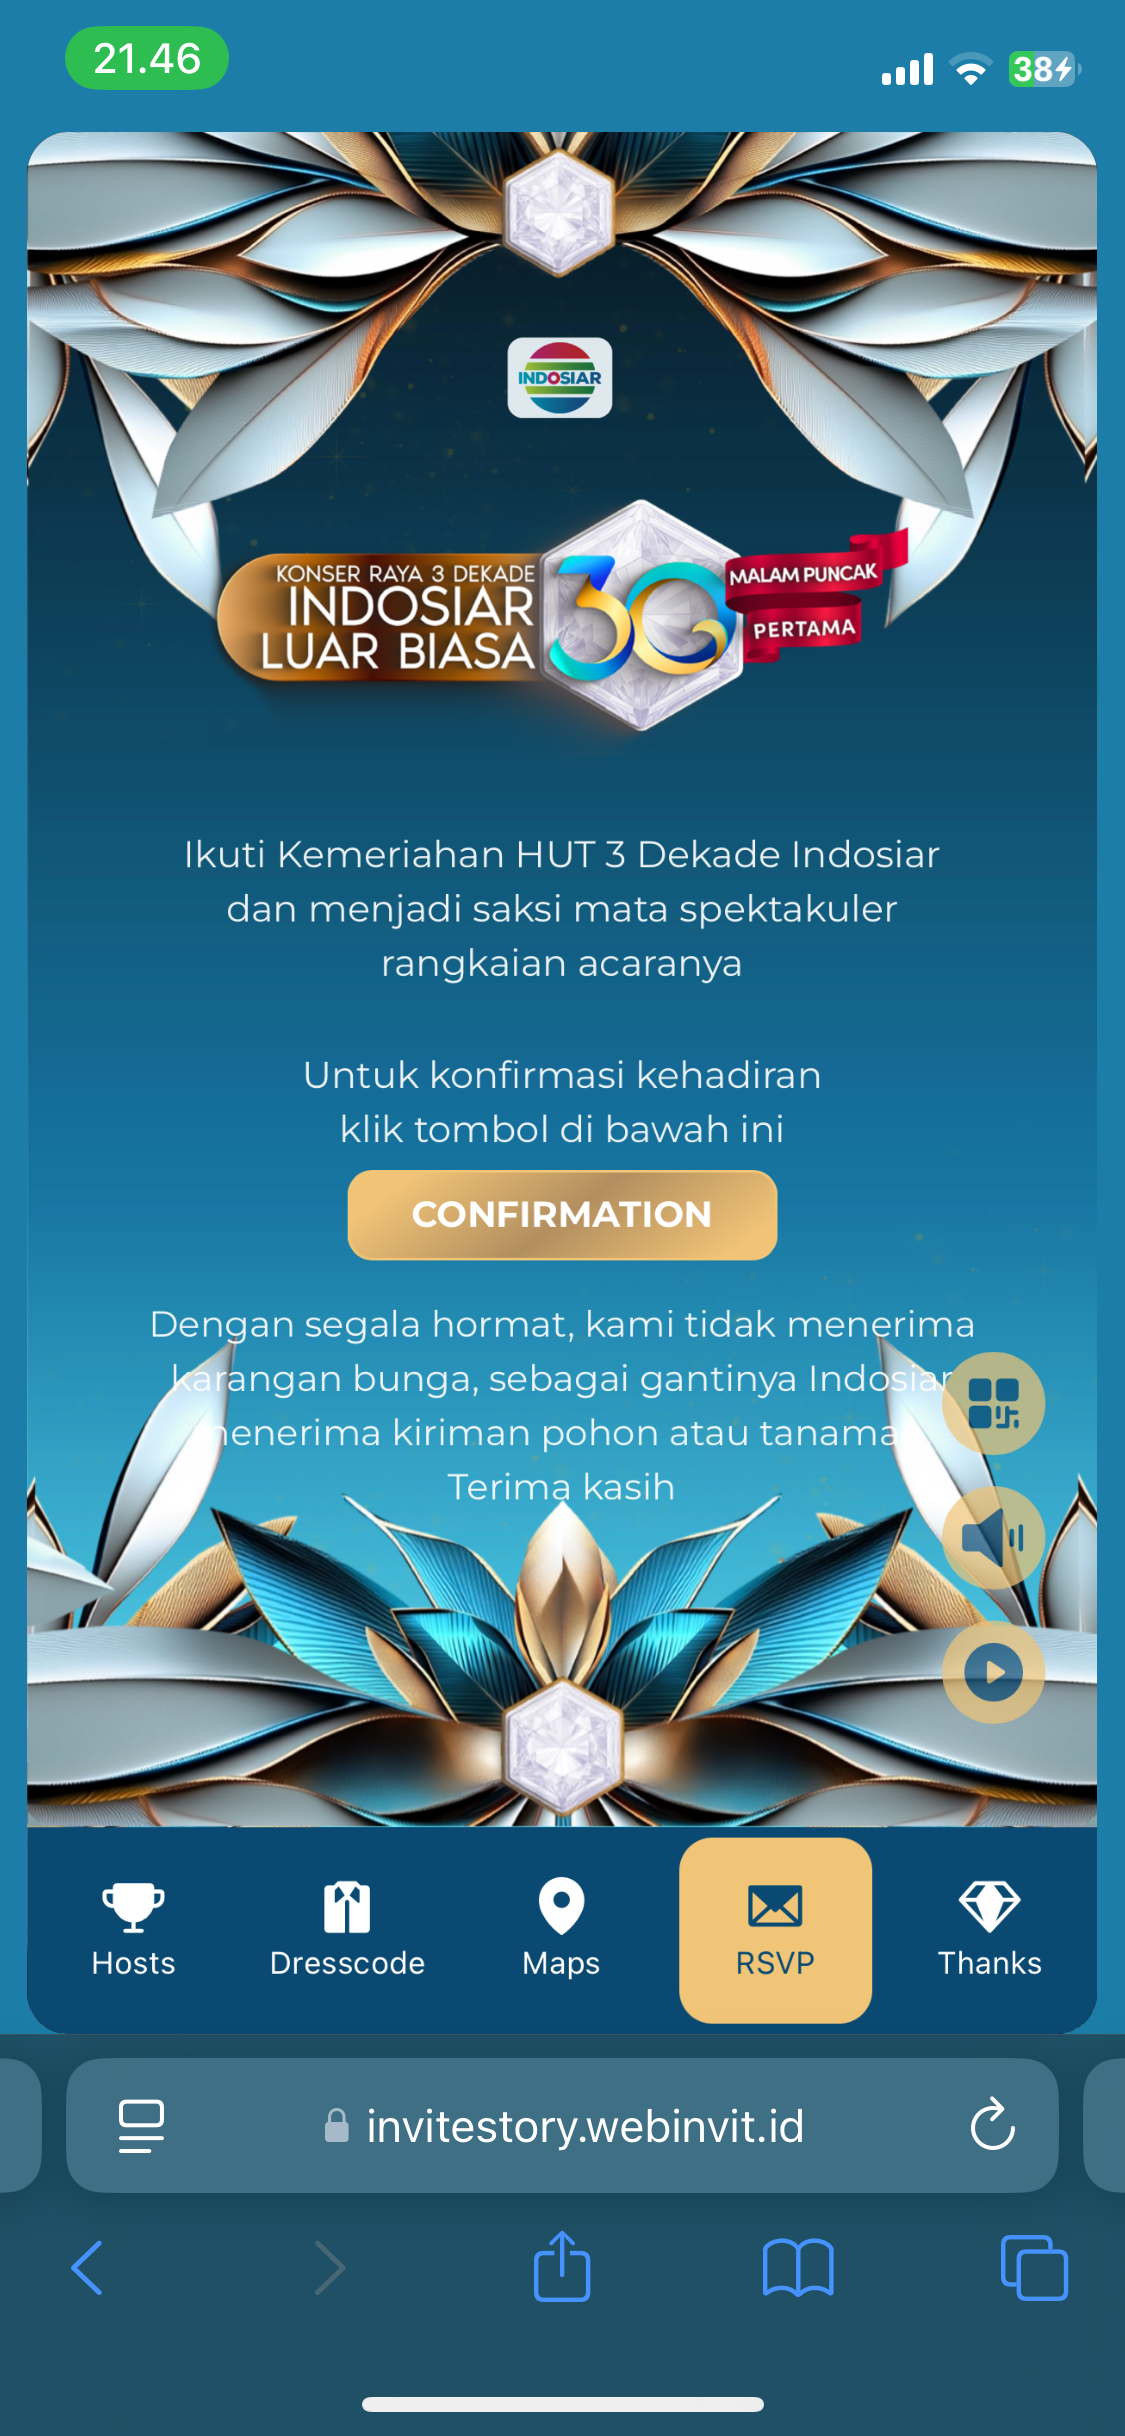 21.46
38
INDOSIAR
KONSER RAYA 3 DEKADE
INDOSIAR
LUAR BIASA
30
MALAM PUNCAK
PERTAMA
Ikuti Kemeriahan HUT 3 Dekade Indosiar
dan menjadi saksi mata spektakuler
rangkaian acaranya
Untuk konfirmasi kehadiran
klik tombol di bawah ini
CONFIRMATION
Dengan segala hormat, kami tidak menerima
karangan bunga, sebagai gantinya Indosiar
menerima kiriman pohon atau tanaman
Terima kasih
Hosts
Dresscode
Maps
RSVP
Thanks
invitestory.webinvit.id